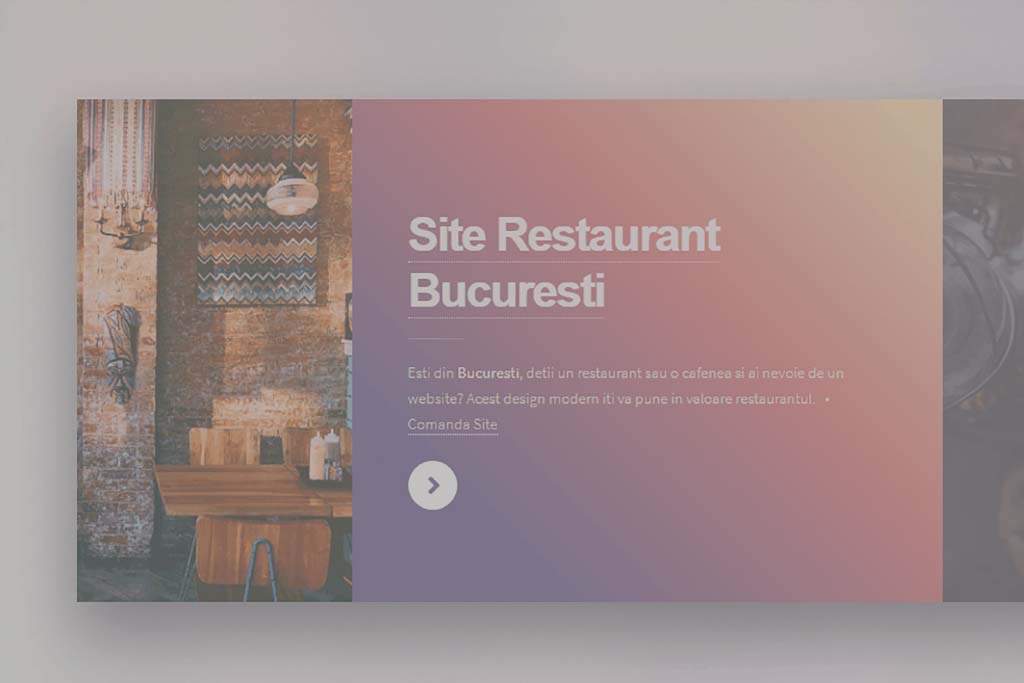 Site Restaurant
Bucuresti
Esti din Bucuresti, detii un restaurant sau o cafenea si ai nevoie de un
website? Acest design modern iti va pune in valoare restaurantul. •
Comanda Site